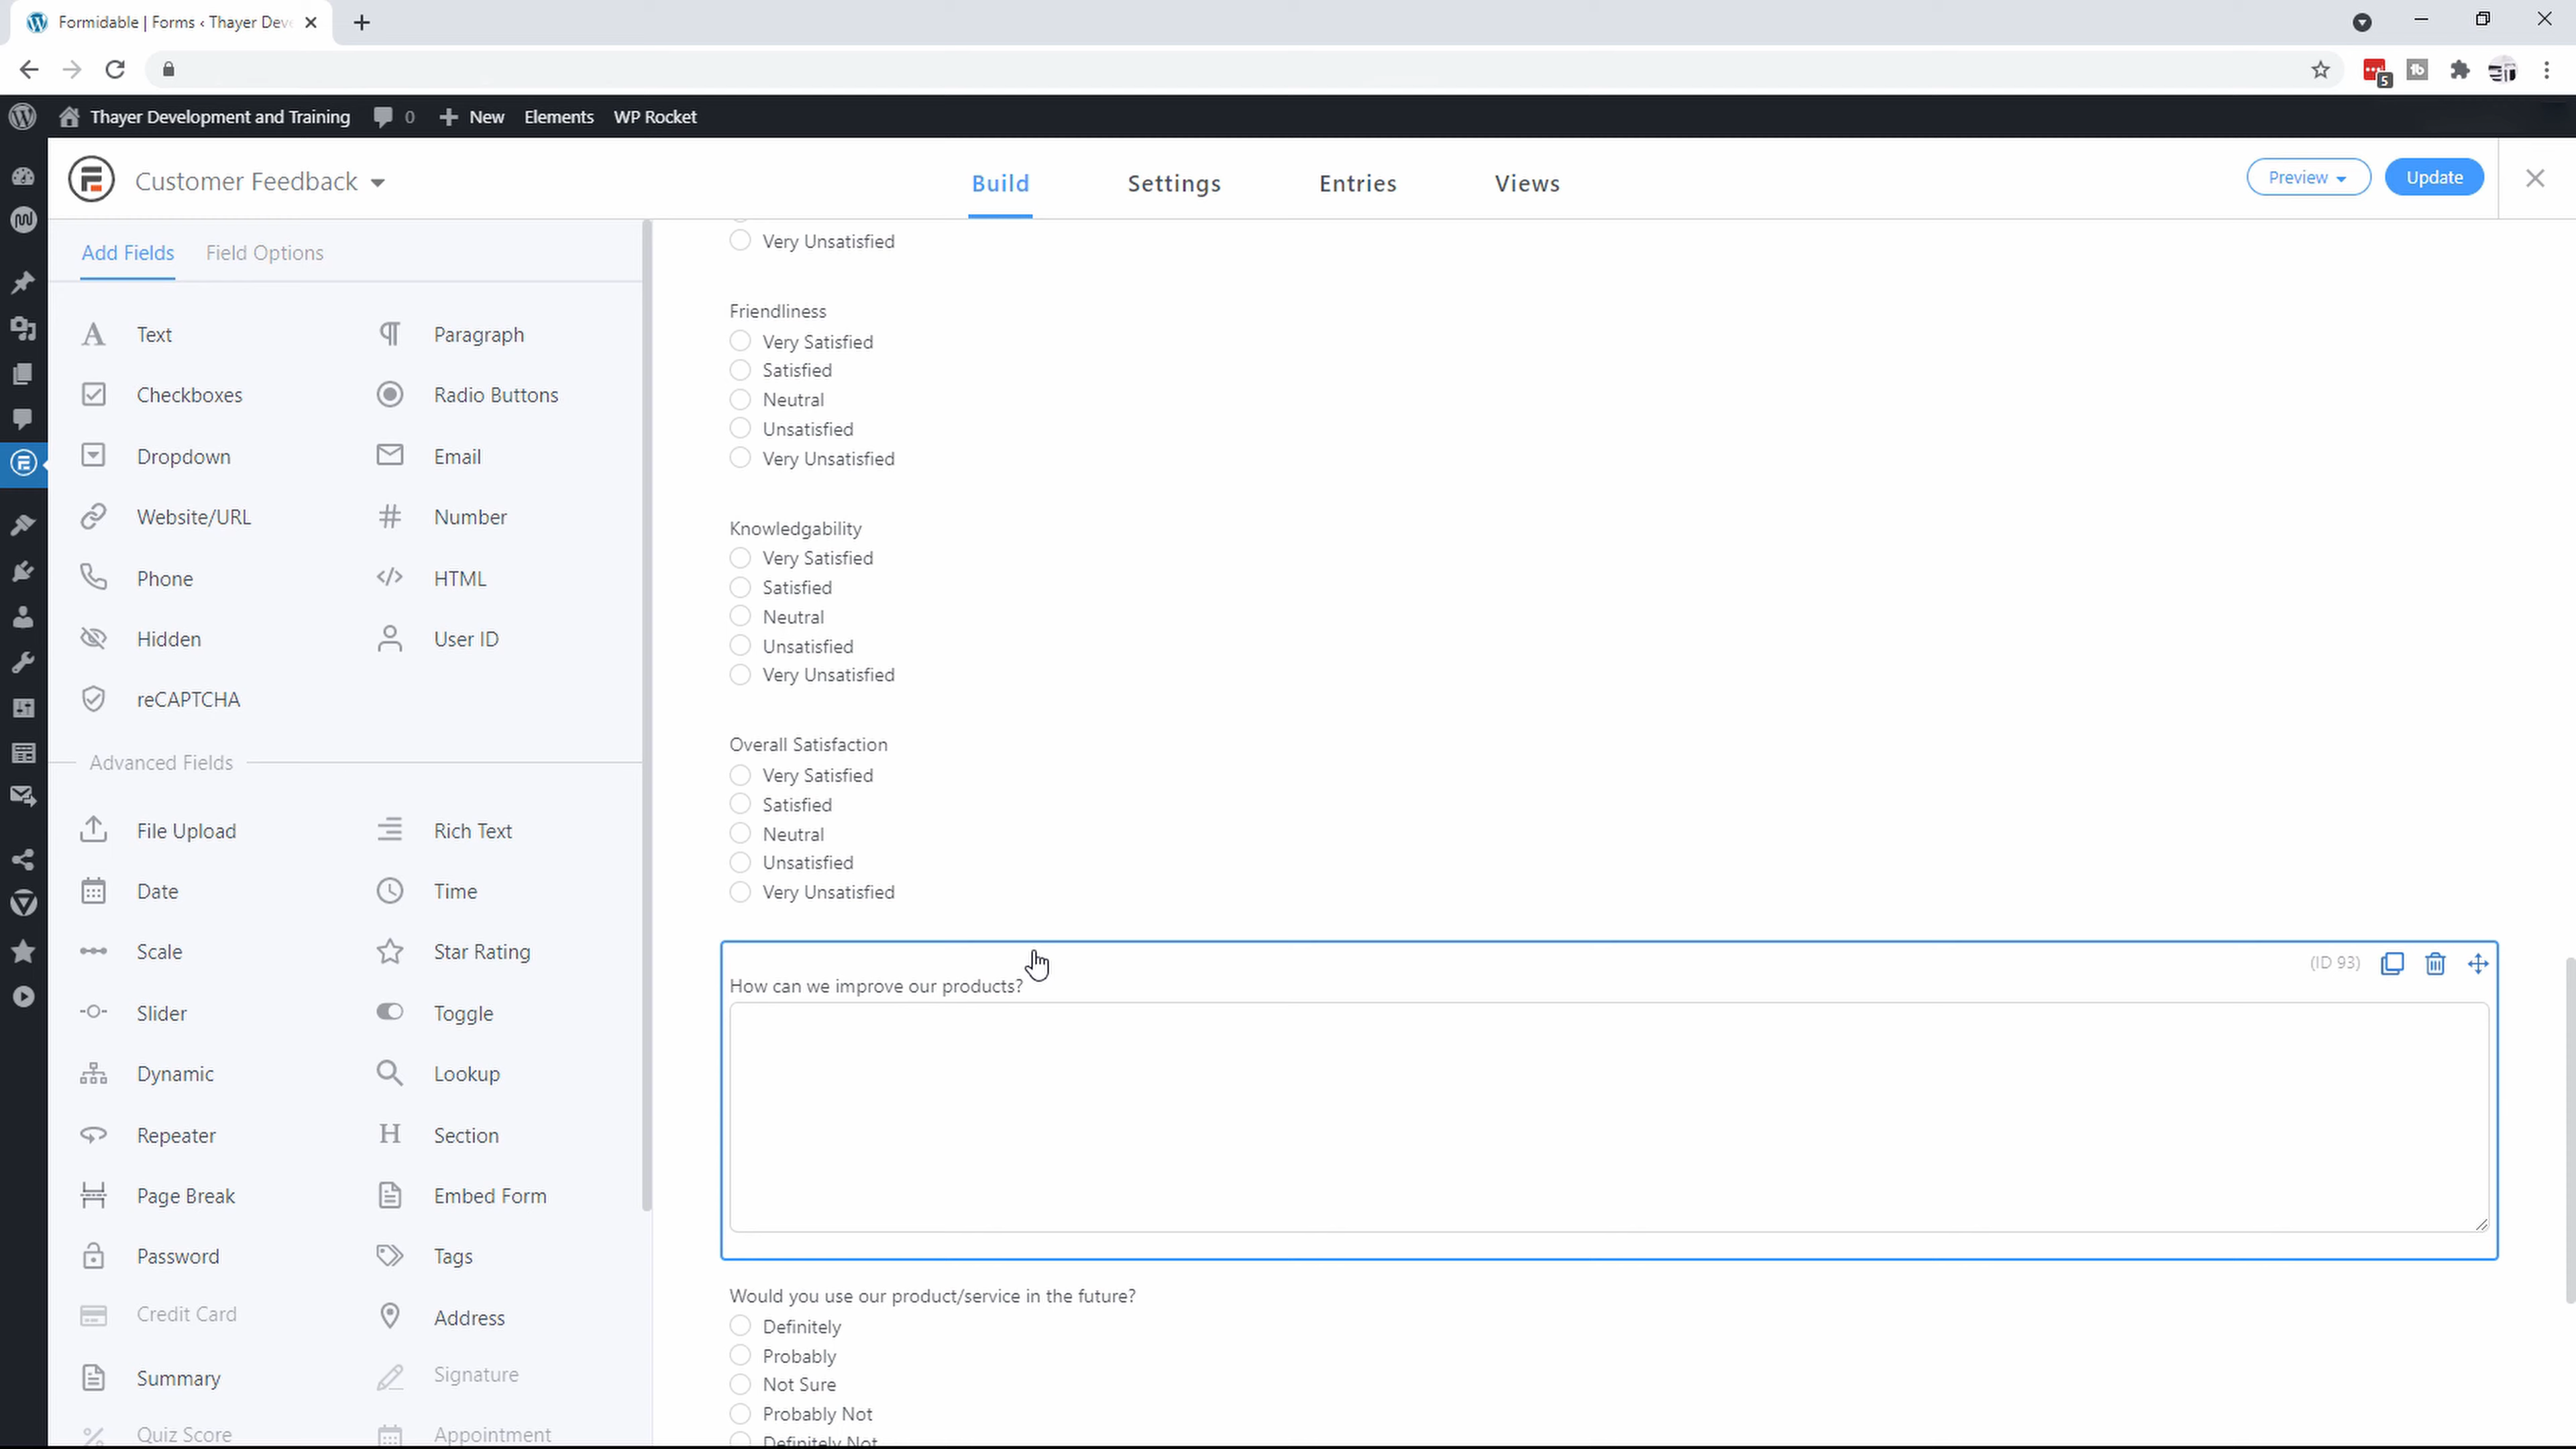 Formidable | Forms ‹ Thayer Dev
5
Thayer Development and Training 0 New Elements WP Rocket
Customer Feedback
Build Settings Entries Views
Preview Update
Add Fields Field Options
Text Paragraph
Checkboxes Radio Buttons
Dropdown Email
Website/URL Number
Phone HTML
Hidden User ID
reCAPTCHA
Advanced Fields
File Upload Rich Text
Date Time
Scale Star Rating
Slider Toggle
Dynamic Lookup
Repeater Section
Page Break Embed Form
Password Tags
Credit Card Address
Summary Signature
Quiz Score Appointment
Very Unsatisfied
Friendliness
Very Satisfied
Satisfied
Neutral
Unsatisfied
Very Unsatisfied
Knowledgability
Very Satisfied
Satisfied
Neutral
Unsatisfied
Very Unsatisfied
Overall Satisfaction
Very Satisfied
Satisfied
Neutral
Unsatisfied
Very Unsatisfied
(ID 93)
How can we improve our products?
Would you use our product/service in the future?
Definitely
Probably
Not Sure
Probably Not
Definitely Not